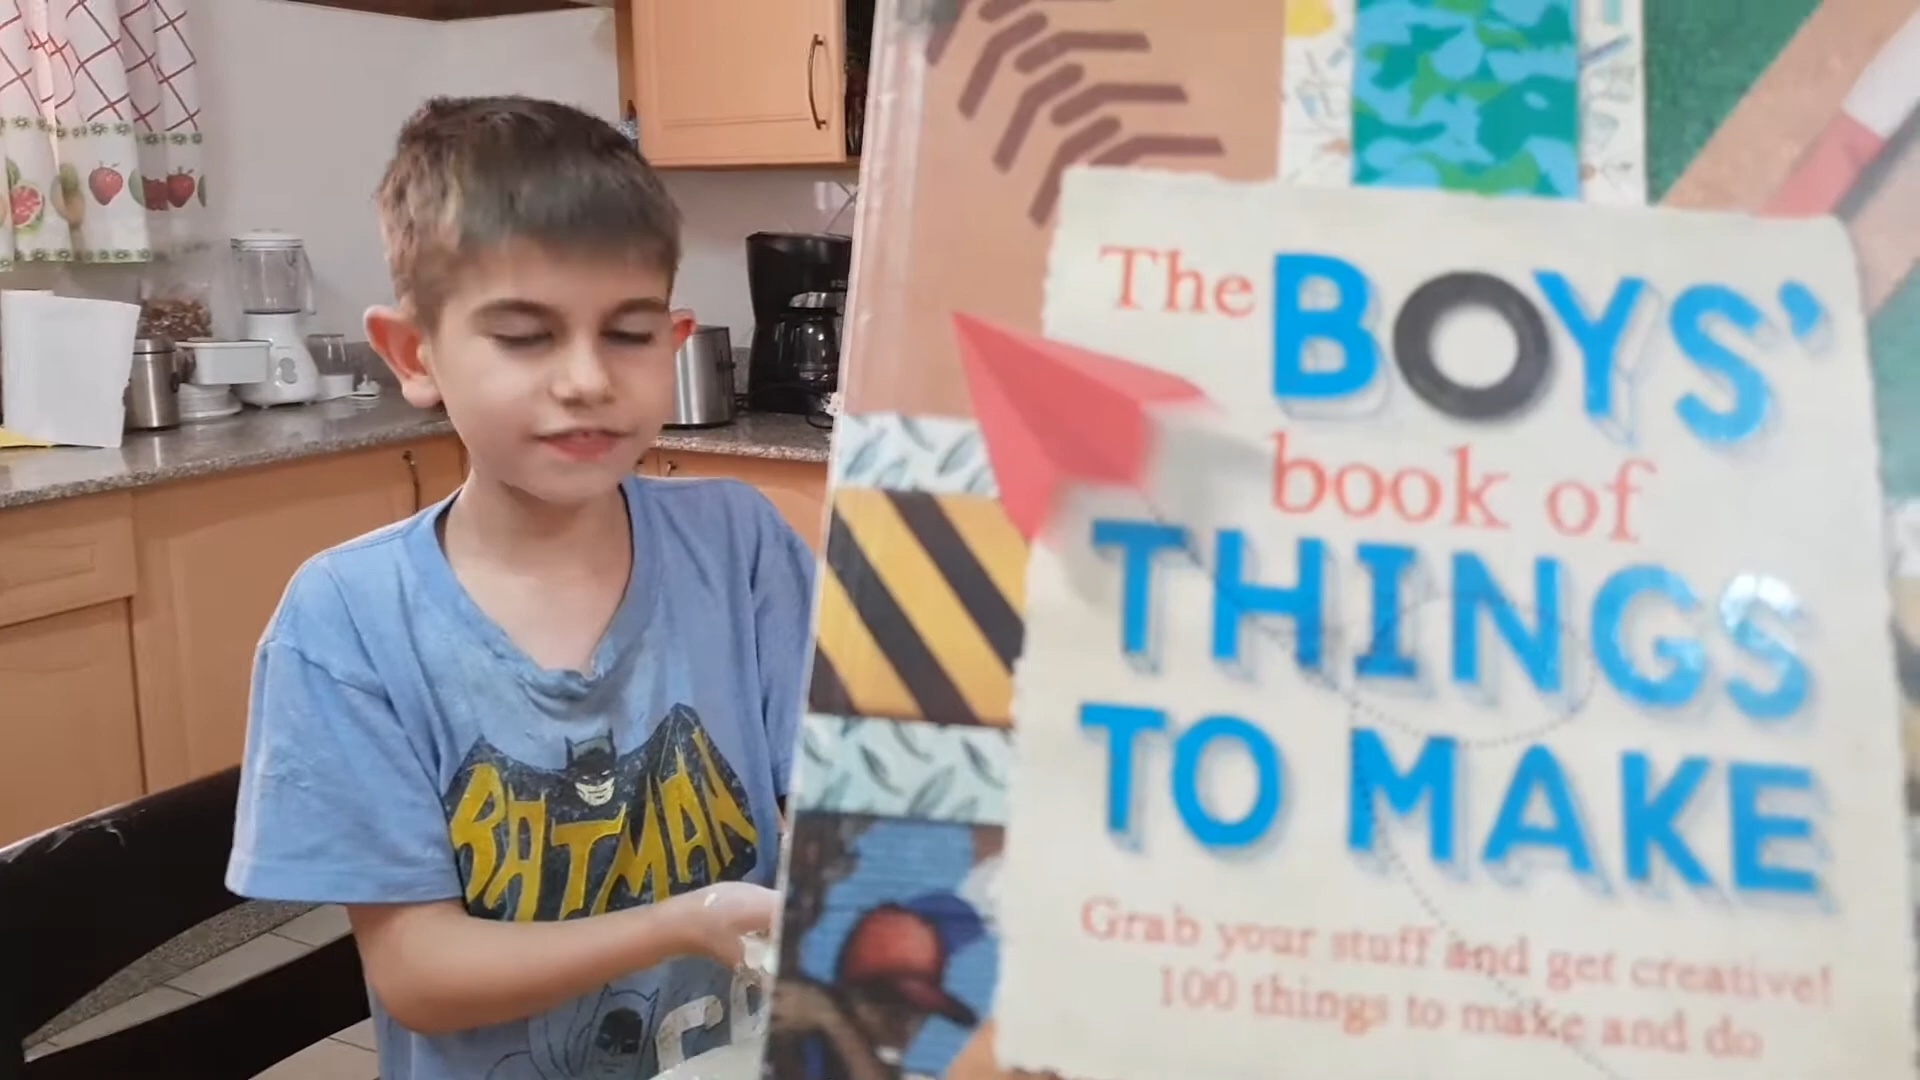 The BOYS'
book of
THINGS
TO MAKE
Grab your stuff and get creative!
100 things to make and do
BATMAN